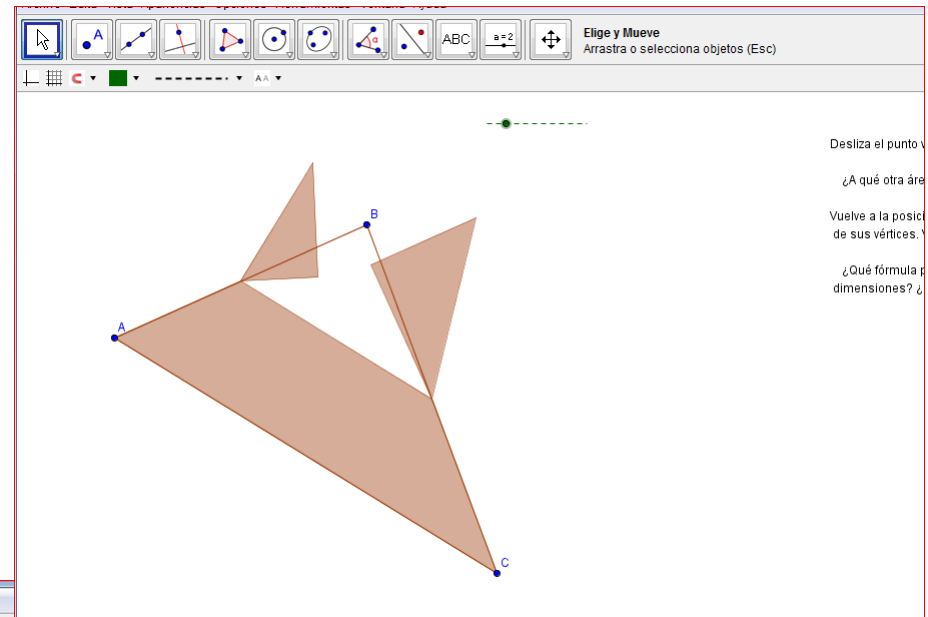 A
ABC
a=2
Elige y Mueve
Arrastra o selecciona objetos (Esc)
A A
Desliza el punto
¿A qué otra áre
B
Vuelve a la posici
de sus vértices.
¿Qué fórmula p
dimensiones? ¿
A
C